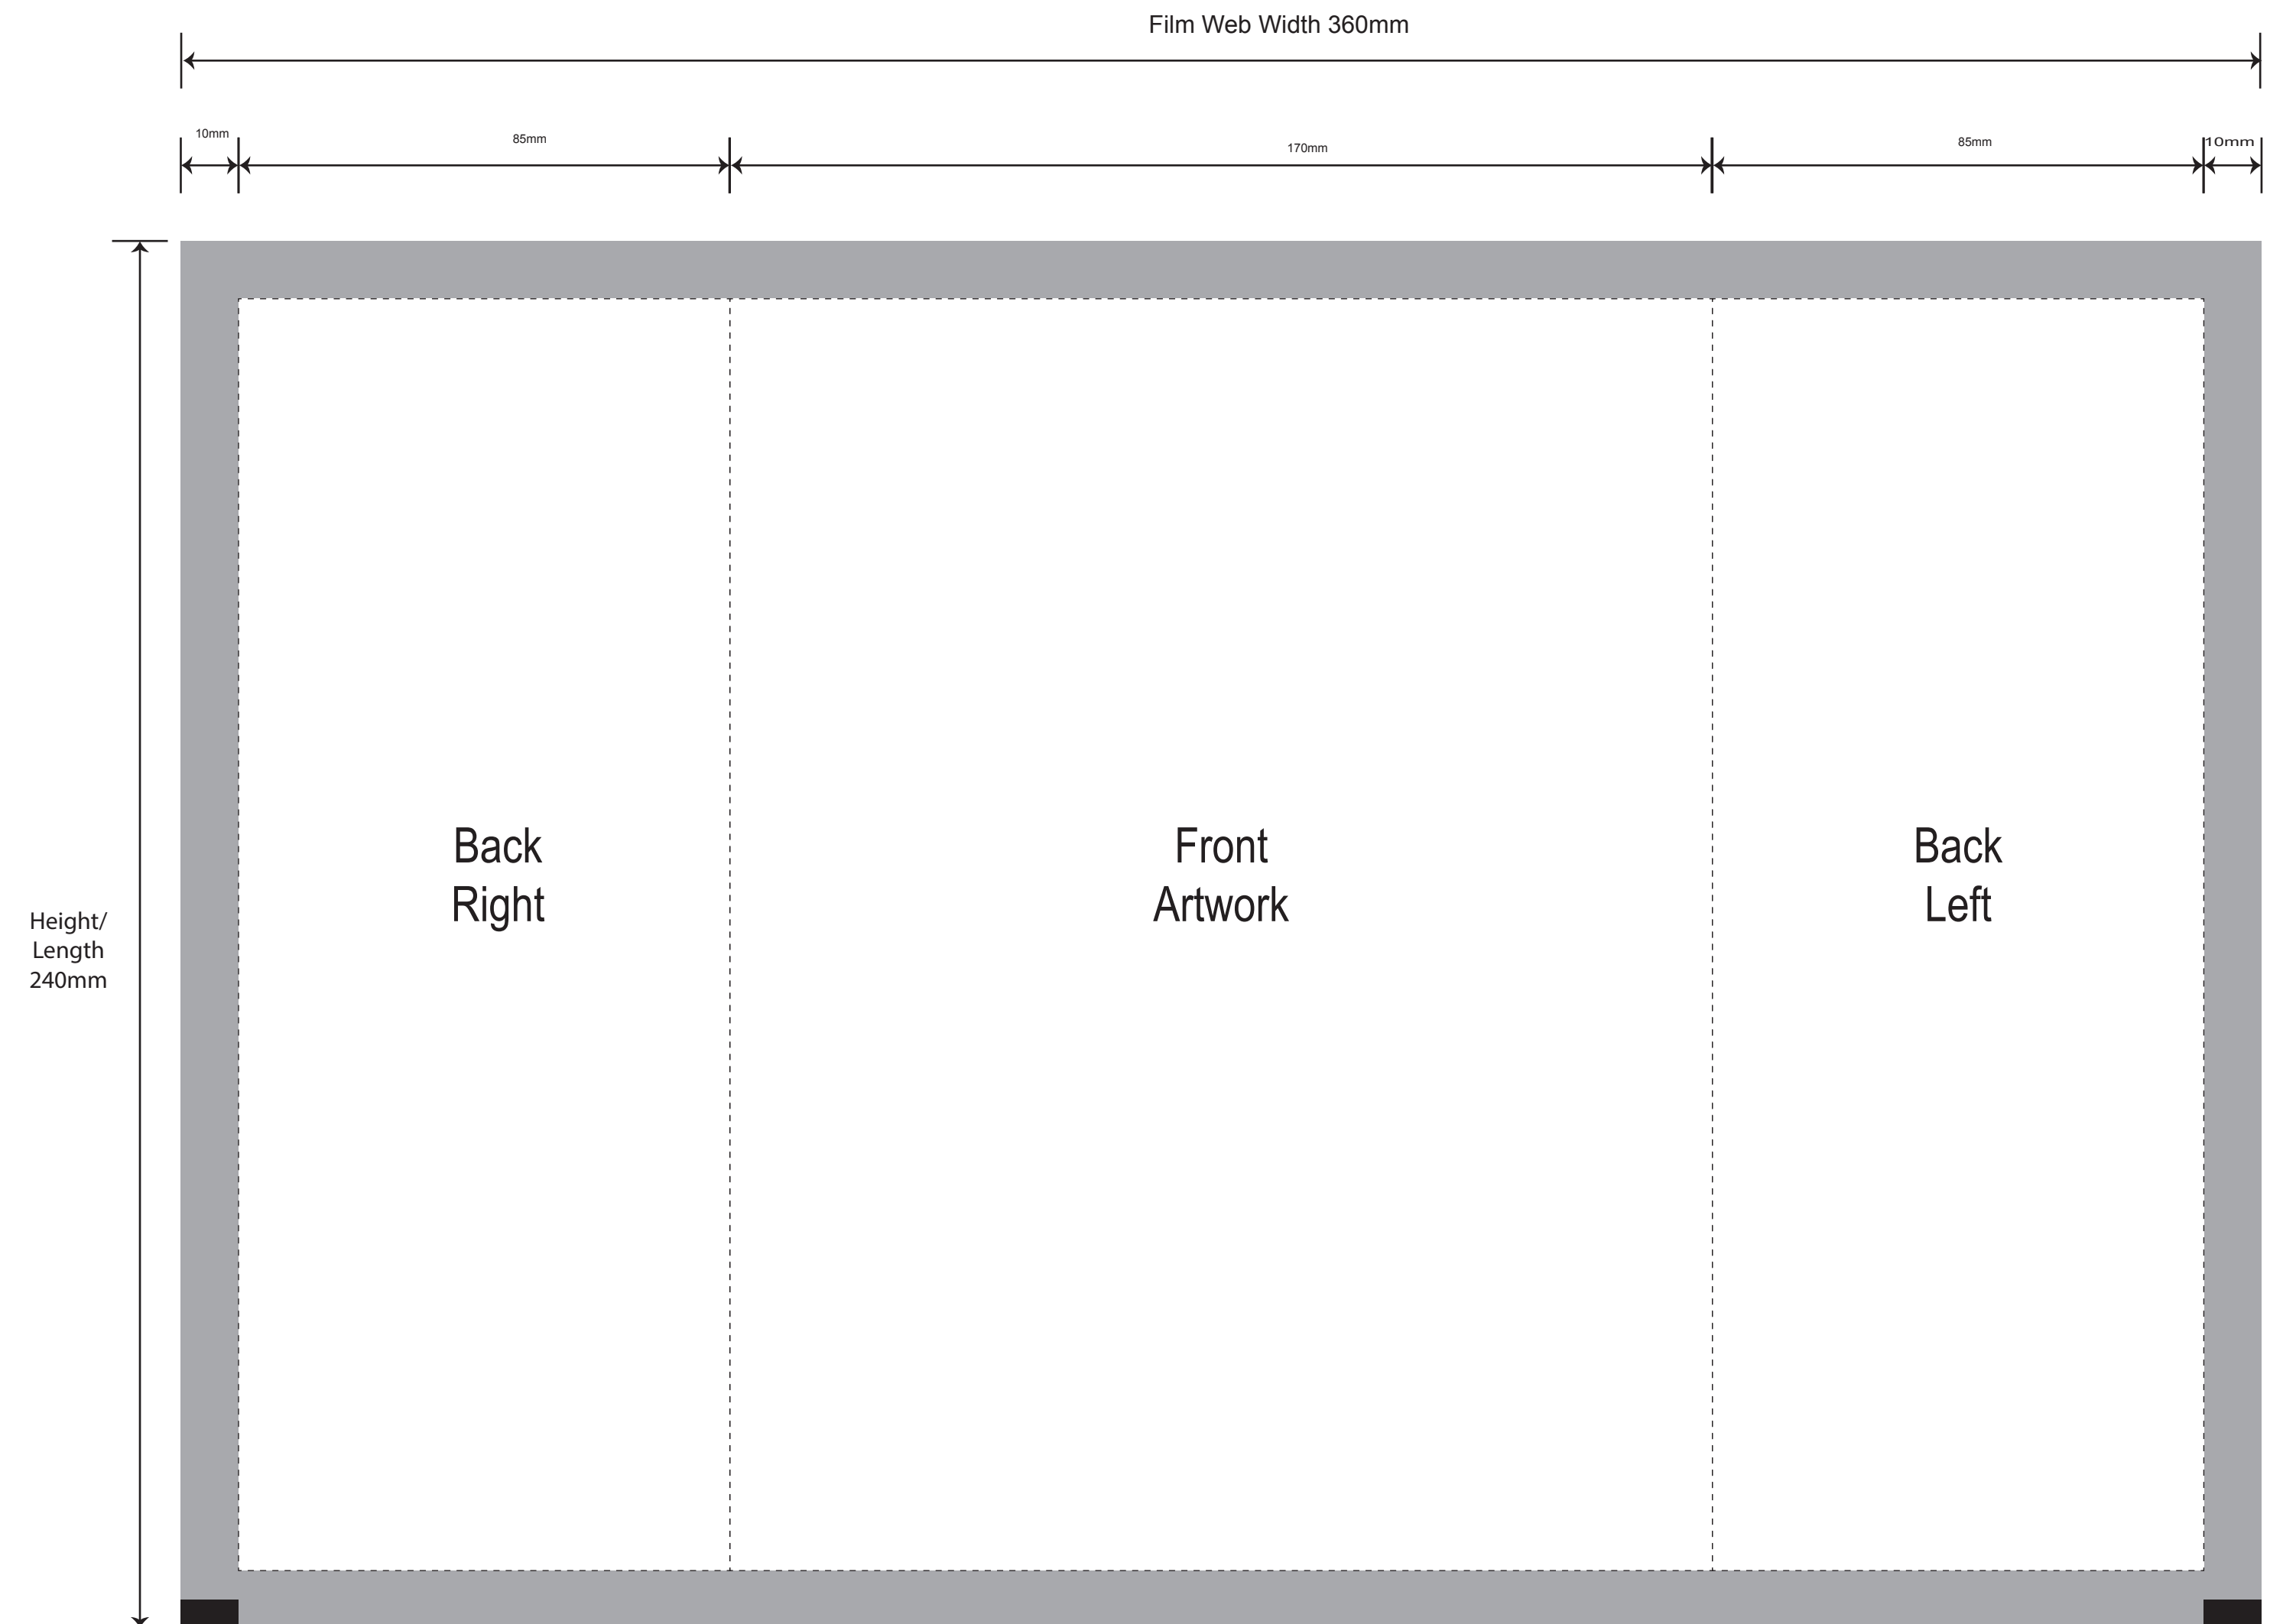 Film Web Width 360mm
10mm
85mm
170mm
85mm
10mm
Back
Right
Front
Artwork
Back
Left
Height/
Length
240mm